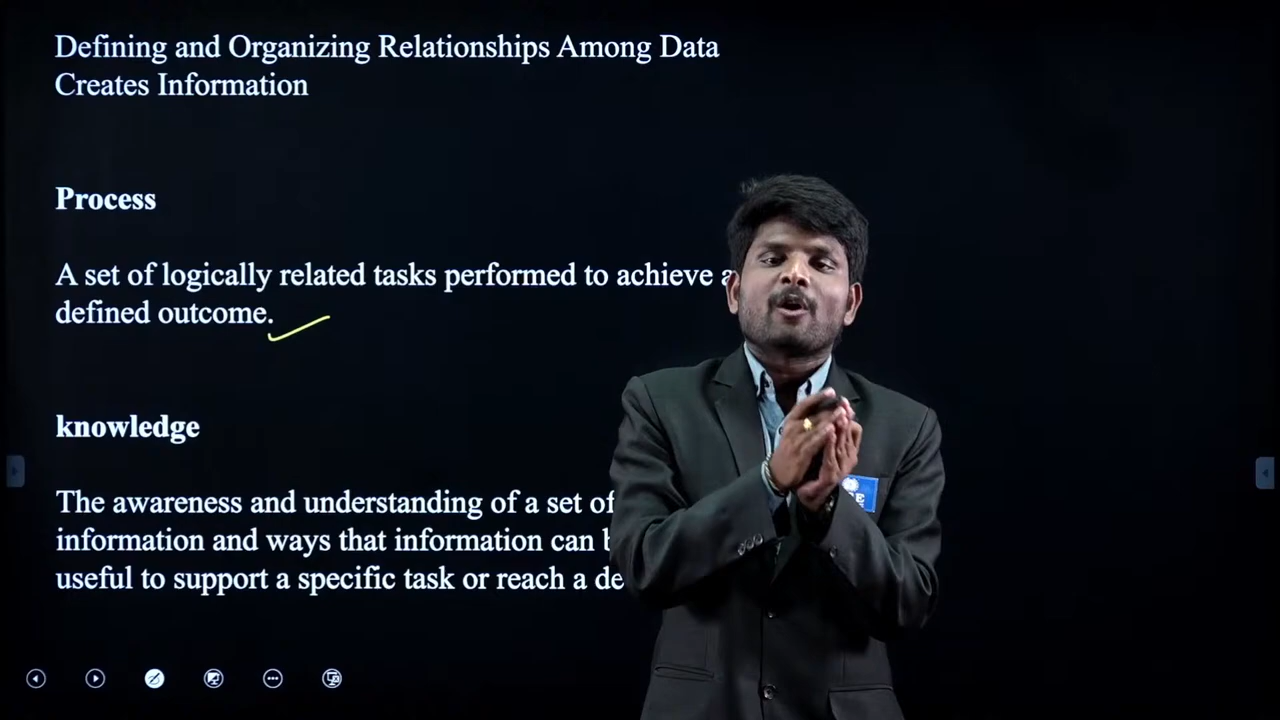 Defining and Organizing Relationships Among Data
Creates Information
Process
A set of logically related tasks performed to achieve a
defined outcome.
knowledge
The awareness and understanding of a set of
information and ways that information can b
useful to support a specific task or reach a de